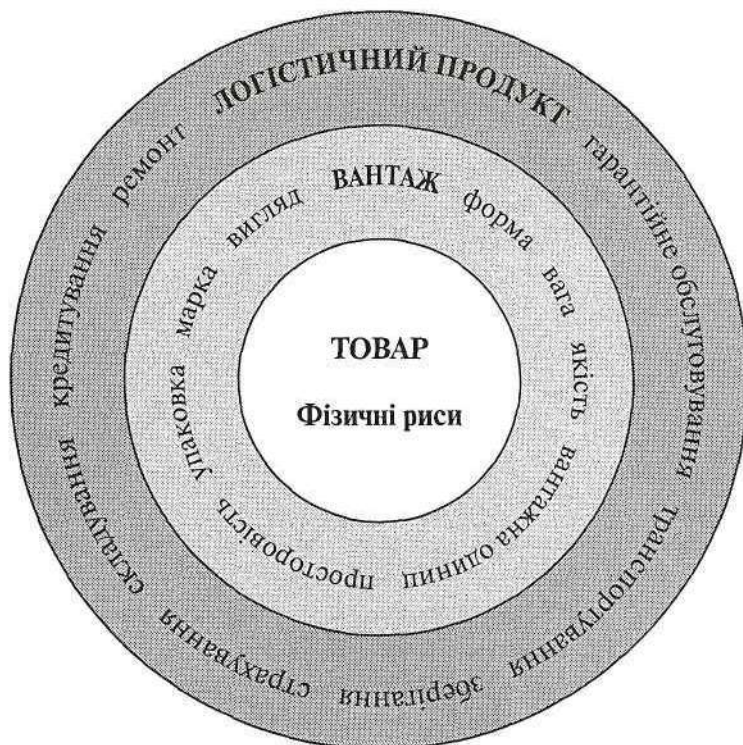 ЛОГІСТИЧНИЙ ПРОДУКТ
гарантійне обслуговування
транспортування
зберігання
страхування
складування
кредитування
ремонт
ВАНТАЖ
форма
вага
якість
вантажна одиниц
просторовість
упаковка
марка
вигляд
ТОВАР
Фізичні риси